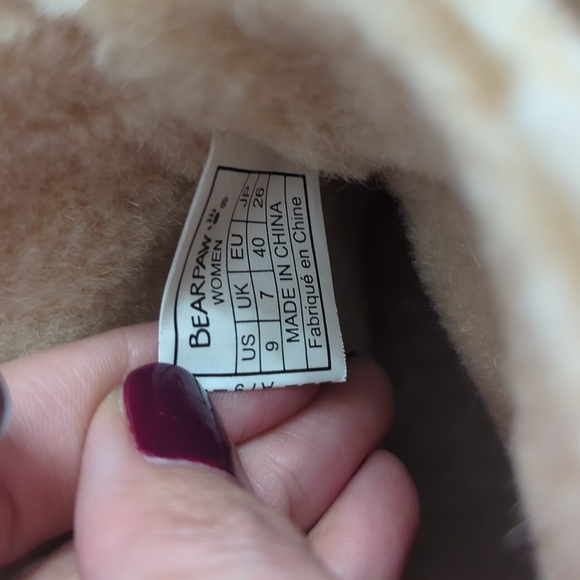 BEARPAW
WOMEN
US UK EU JP
9 7 40 26
MADE IN CHINA
Fabriqué en Chine